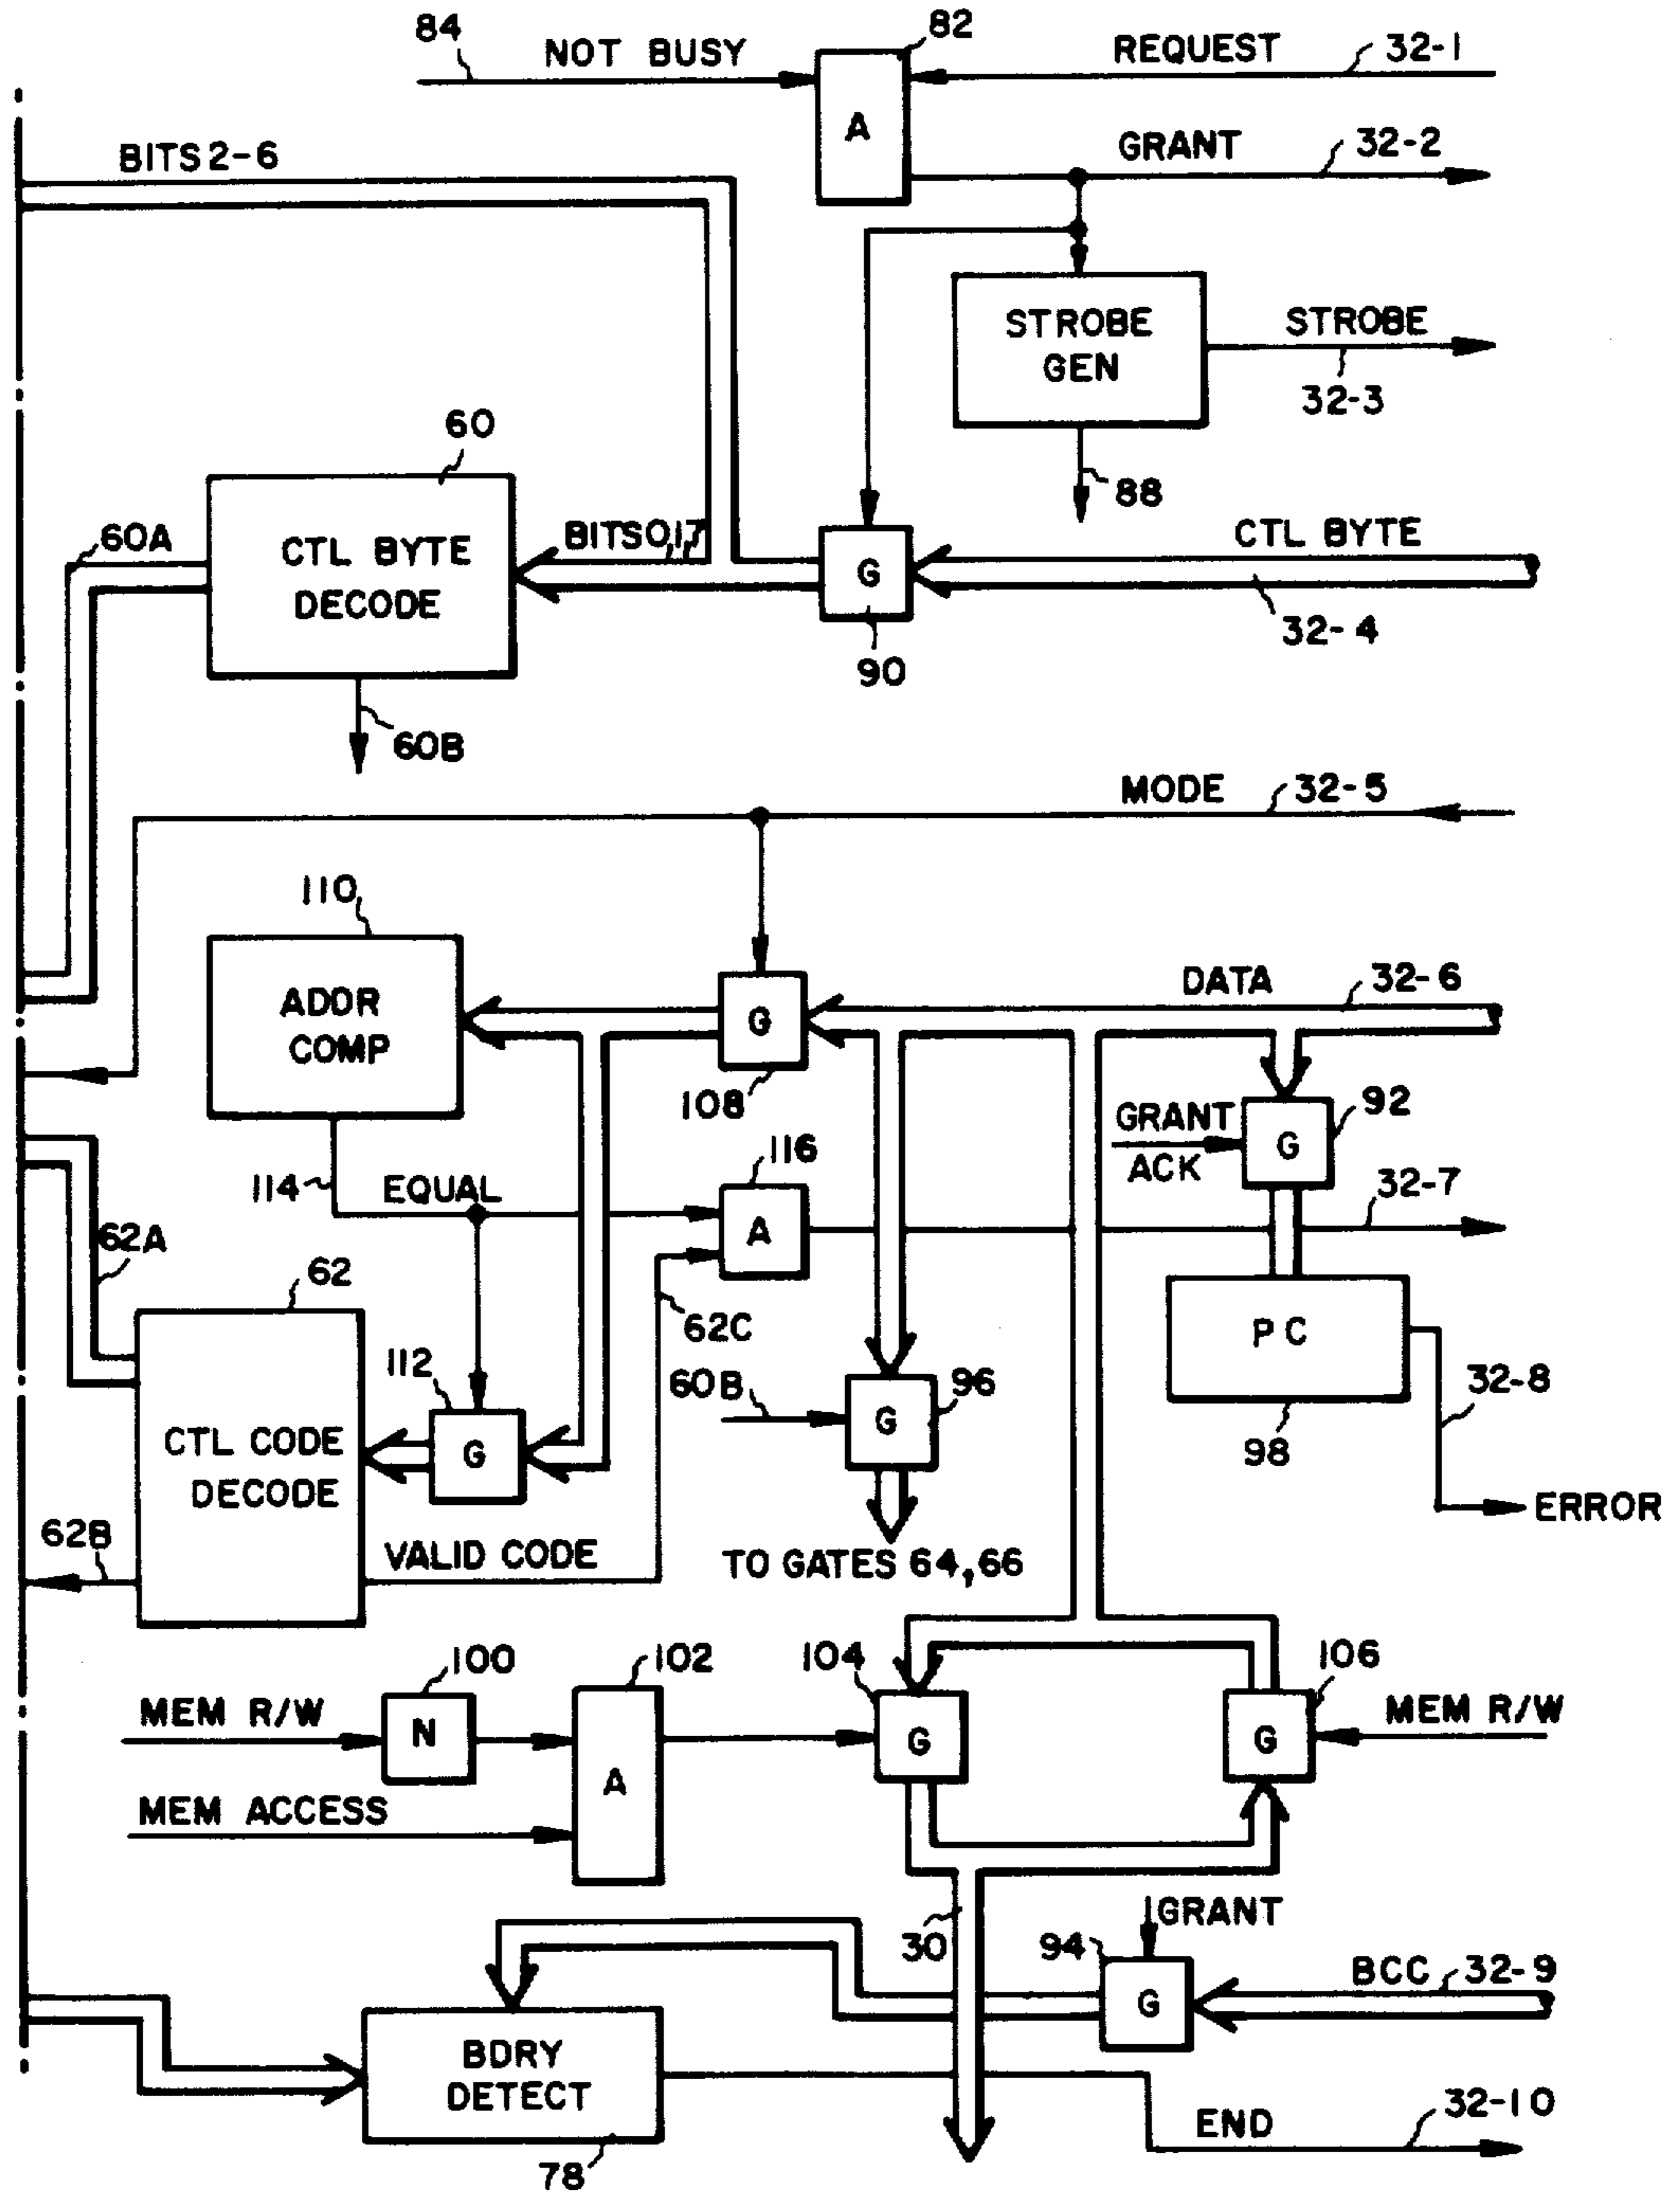 84
NOT BUSY
82
REQUEST
32-1
A
BITS 2-6
GRANT
32-2
STROBE
GEN
STROBE
32-3
88
60
60A
CTL BYTE
DECODE
BITS 0,1,7
G
90
CTL BYTE
32-4
60B
MODE
32-5
110
ADDR
COMP
G
108
DATA
32-6
GRANT
ACK
G
92
114
EQUAL
116
A
32-7
62A
62
62C
PC
98
32-8
ERROR
112
G
CTL CODE
DECODE
60B
G
96
62B
VALID CODE
TO GATES 64,66
MEM R/W
100
N
102
A
104
G
106
G
MEM R/W
MEM ACCESS
30
GRANT
94
G
BCC
32-9
BDRY
DETECT
78
END
32-10